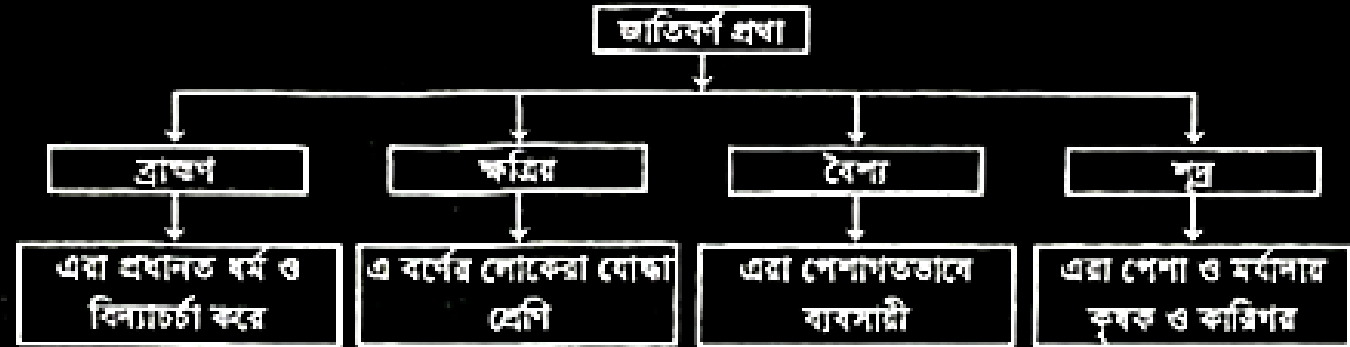 জাতিবর্ণ প্রথা
ব্রাহ্মণ
ক্ষত্রিয়
বৈশ্য
শূদ্র
এরা প্রধানত ধর্ম ও
বিদ্যাচর্চা করে
এ বর্ণের লোকেরা যোদ্ধা
শ্রেণি
এরা পেশাগতভাবে
ব্যবসায়ী
এরা পেশা ও মর্যাদায়
কৃষক ও কারিগর